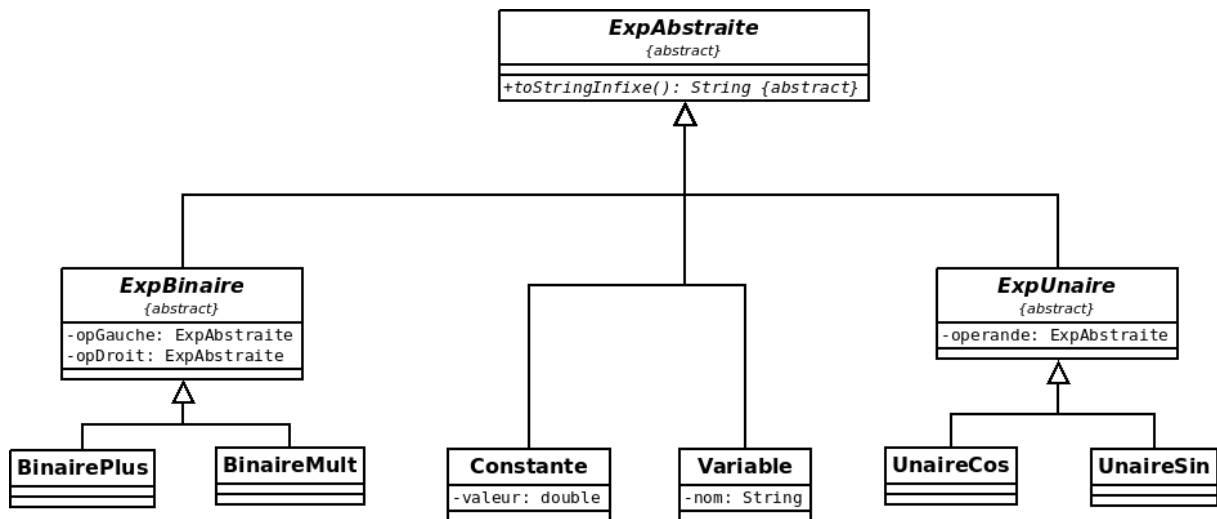 ExpAbstraite
{abstract}
+toStringInfixe(): String {abstract}
ExpBinaire
{abstract}
-opGauche: ExpAbstraite
-opDroit: ExpAbstraite
ExpUnaire
{abstract}
-operande: ExpAbstraite
BinairePlus
BinaireMult
Constante
-valeur: double
Variable
-nom: String
UnaireCos
UnaireSin